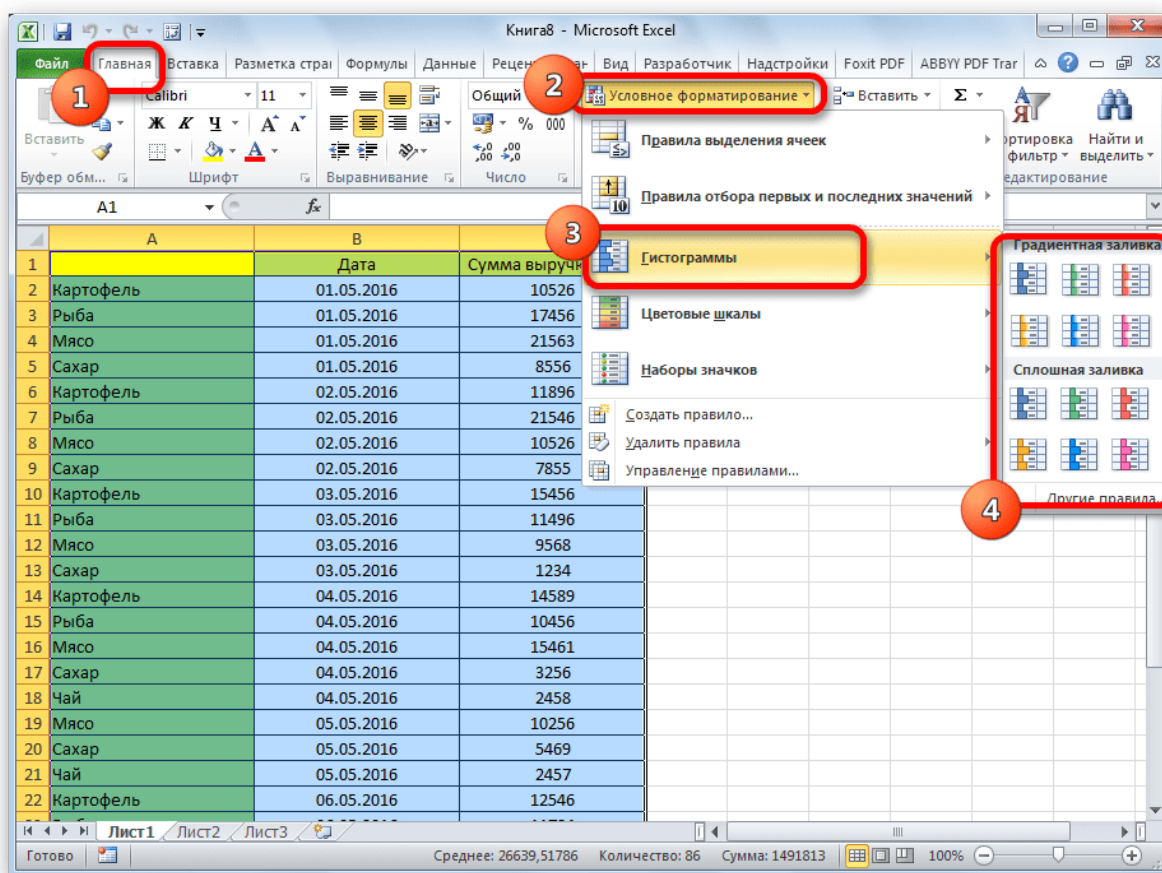 Книга8 - Microsoft Excel
Файл Главная Вставка Разметка стра Формулы Данные Вид Разработчик Надстройки Foxit PDF ABBYY PDF Tran
1
2
Calibri 11 Общий Условное форматирование Вставить Σ
Вставить Ж К Ч А А % 000 Найти и
фильтр выделить
Буфер обм... Шрифт Выравнивание Число
A1 fx
Правила выделения ячеек
Правила отбора первых и последних значений
3
Гистограммы
Цветовые шкалы
Наборы значков
Создать правило...
Удалить правила
Управление правилами...
Градиентная заливка
Сплошная заливка
Другие правила
4
A B
1 Дата Сумма выручк
2 Картофель 01.05.2016 10526
3 Рыба 01.05.2016 17456
4 Мясо 01.05.2016 21563
5 Сахар 01.05.2016 8556
6 Картофель 02.05.2016 11896
7 Рыба 02.05.2016 21546
8 Мясо 02.05.2016 10526
9 Сахар 02.05.2016 7855
10 Картофель 03.05.2016 15456
11 Рыба 03.05.2016 11496
12 Мясо 03.05.2016 9568
13 Сахар 03.05.2016 1234
14 Картофель 04.05.2016 14589
15 Рыба 04.05.2016 10456
16 Мясо 04.05.2016 15461
17 Сахар 04.05.2016 3256
18 Чай 04.05.2016 2458
19 Мясо 05.05.2016 10256
20 Сахар 05.05.2016 5469
21 Чай 05.05.2016 2457
22 Картофель 06.05.2016 12546
Лист1 Лист2 Лист3
Готово Среднее: 26639,51786 Количество: 86 Сумма: 1491813 100%